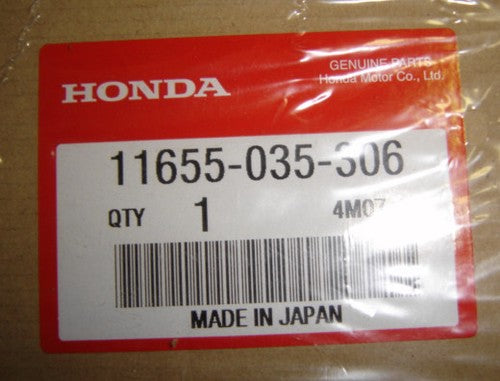 GENUINE PARTS
Honda Motor Co., Ltd.
HONDA
11655-035-306
QTY 1
MADE IN JAPAN